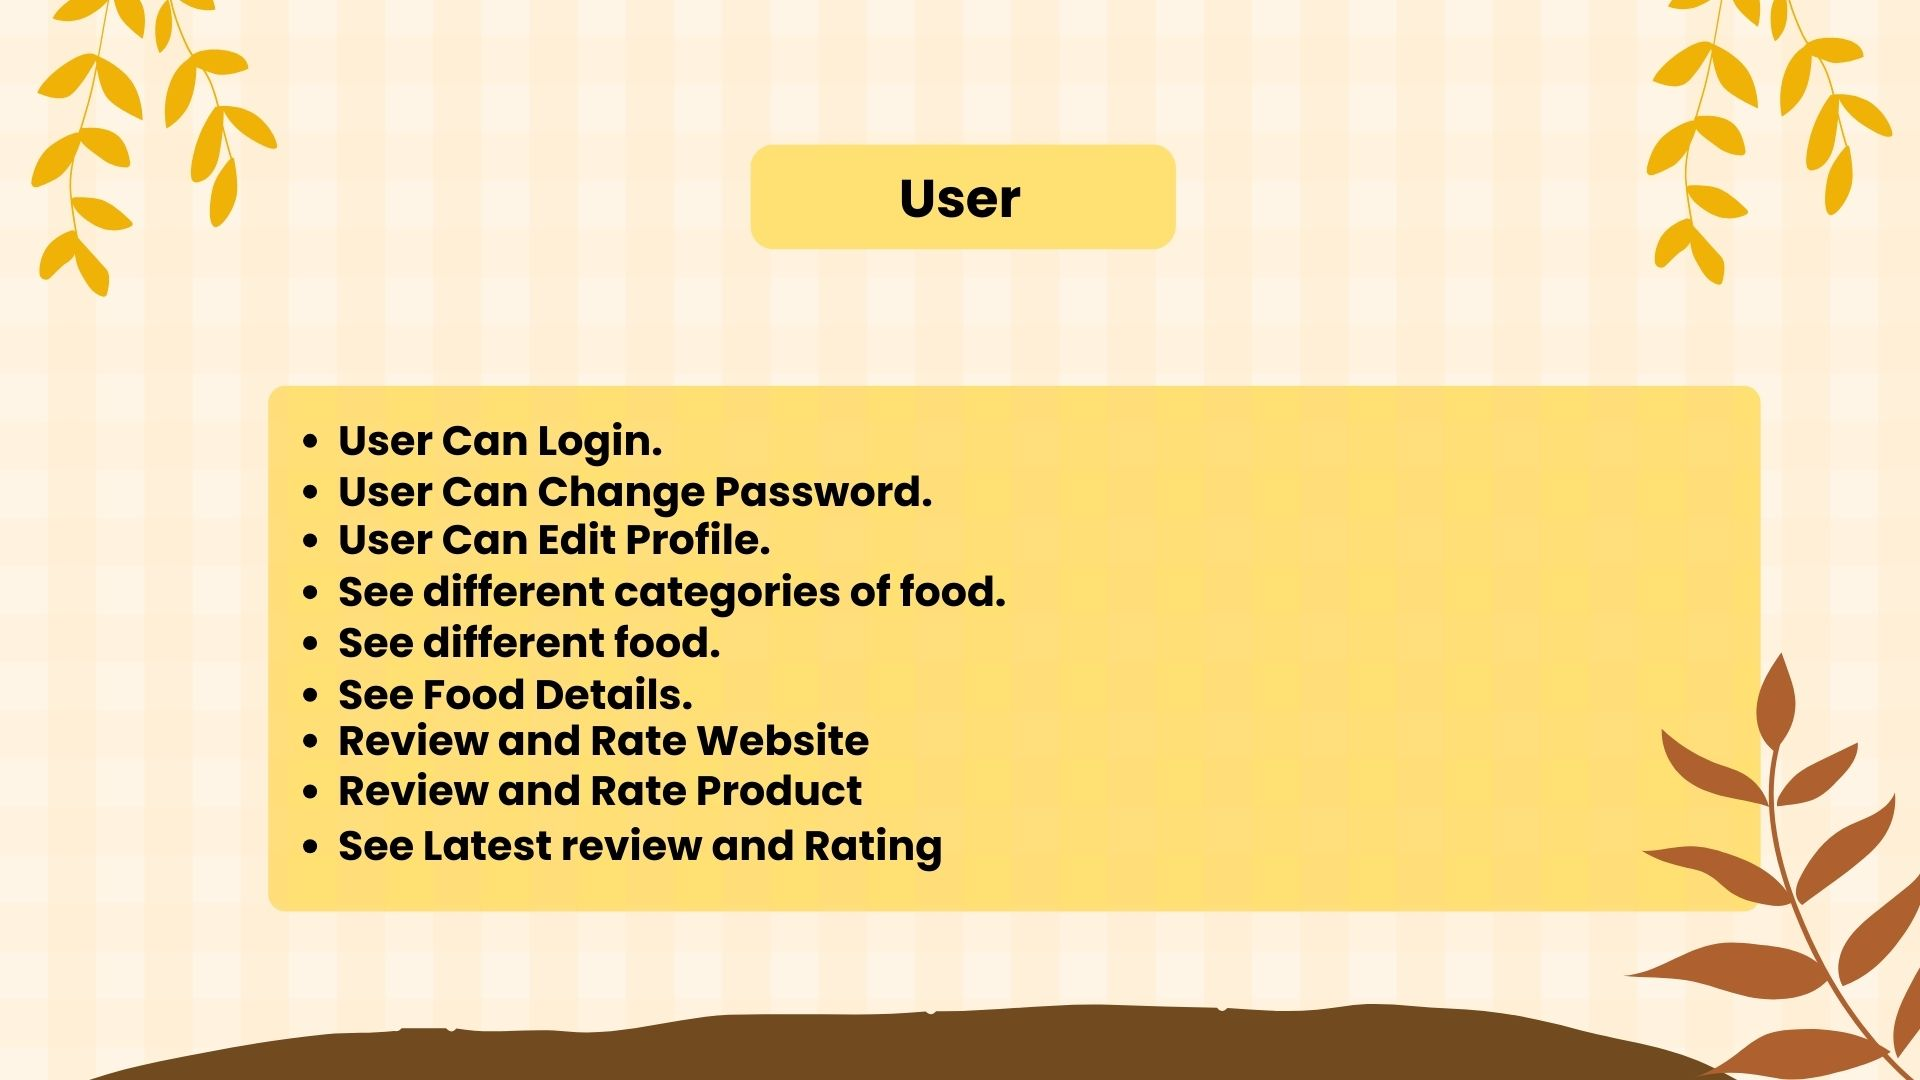 User
• User Can Login.
• User Can Change Password.
• User Can Edit Profile.
• See different categories of food.
• See different food.
• See Food Details.
• Review and Rate Website
• Review and Rate Product
• See Latest review and Rating